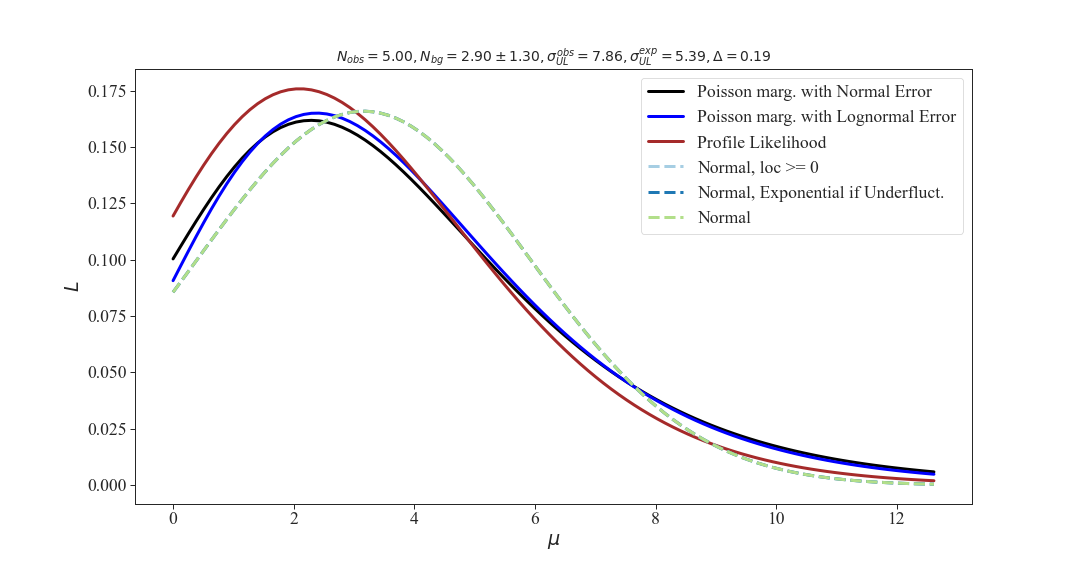 N_obs = 5.00, N_bg = 2.90 ± 1.30, σ_UL^obs = 7.86, σ_UL^exp = 5.39, Δ = 0.19
Poisson marg. with Normal Error
Poisson marg. with Lognormal Error
Profile Likelihood
Normal, loc >= 0
Normal, Exponential if Underfluct.
Normal
L
0.175
0.150
0.125
0.100
0.075
0.050
0.025
0.000
0 2 4 6 8 10 12
μ